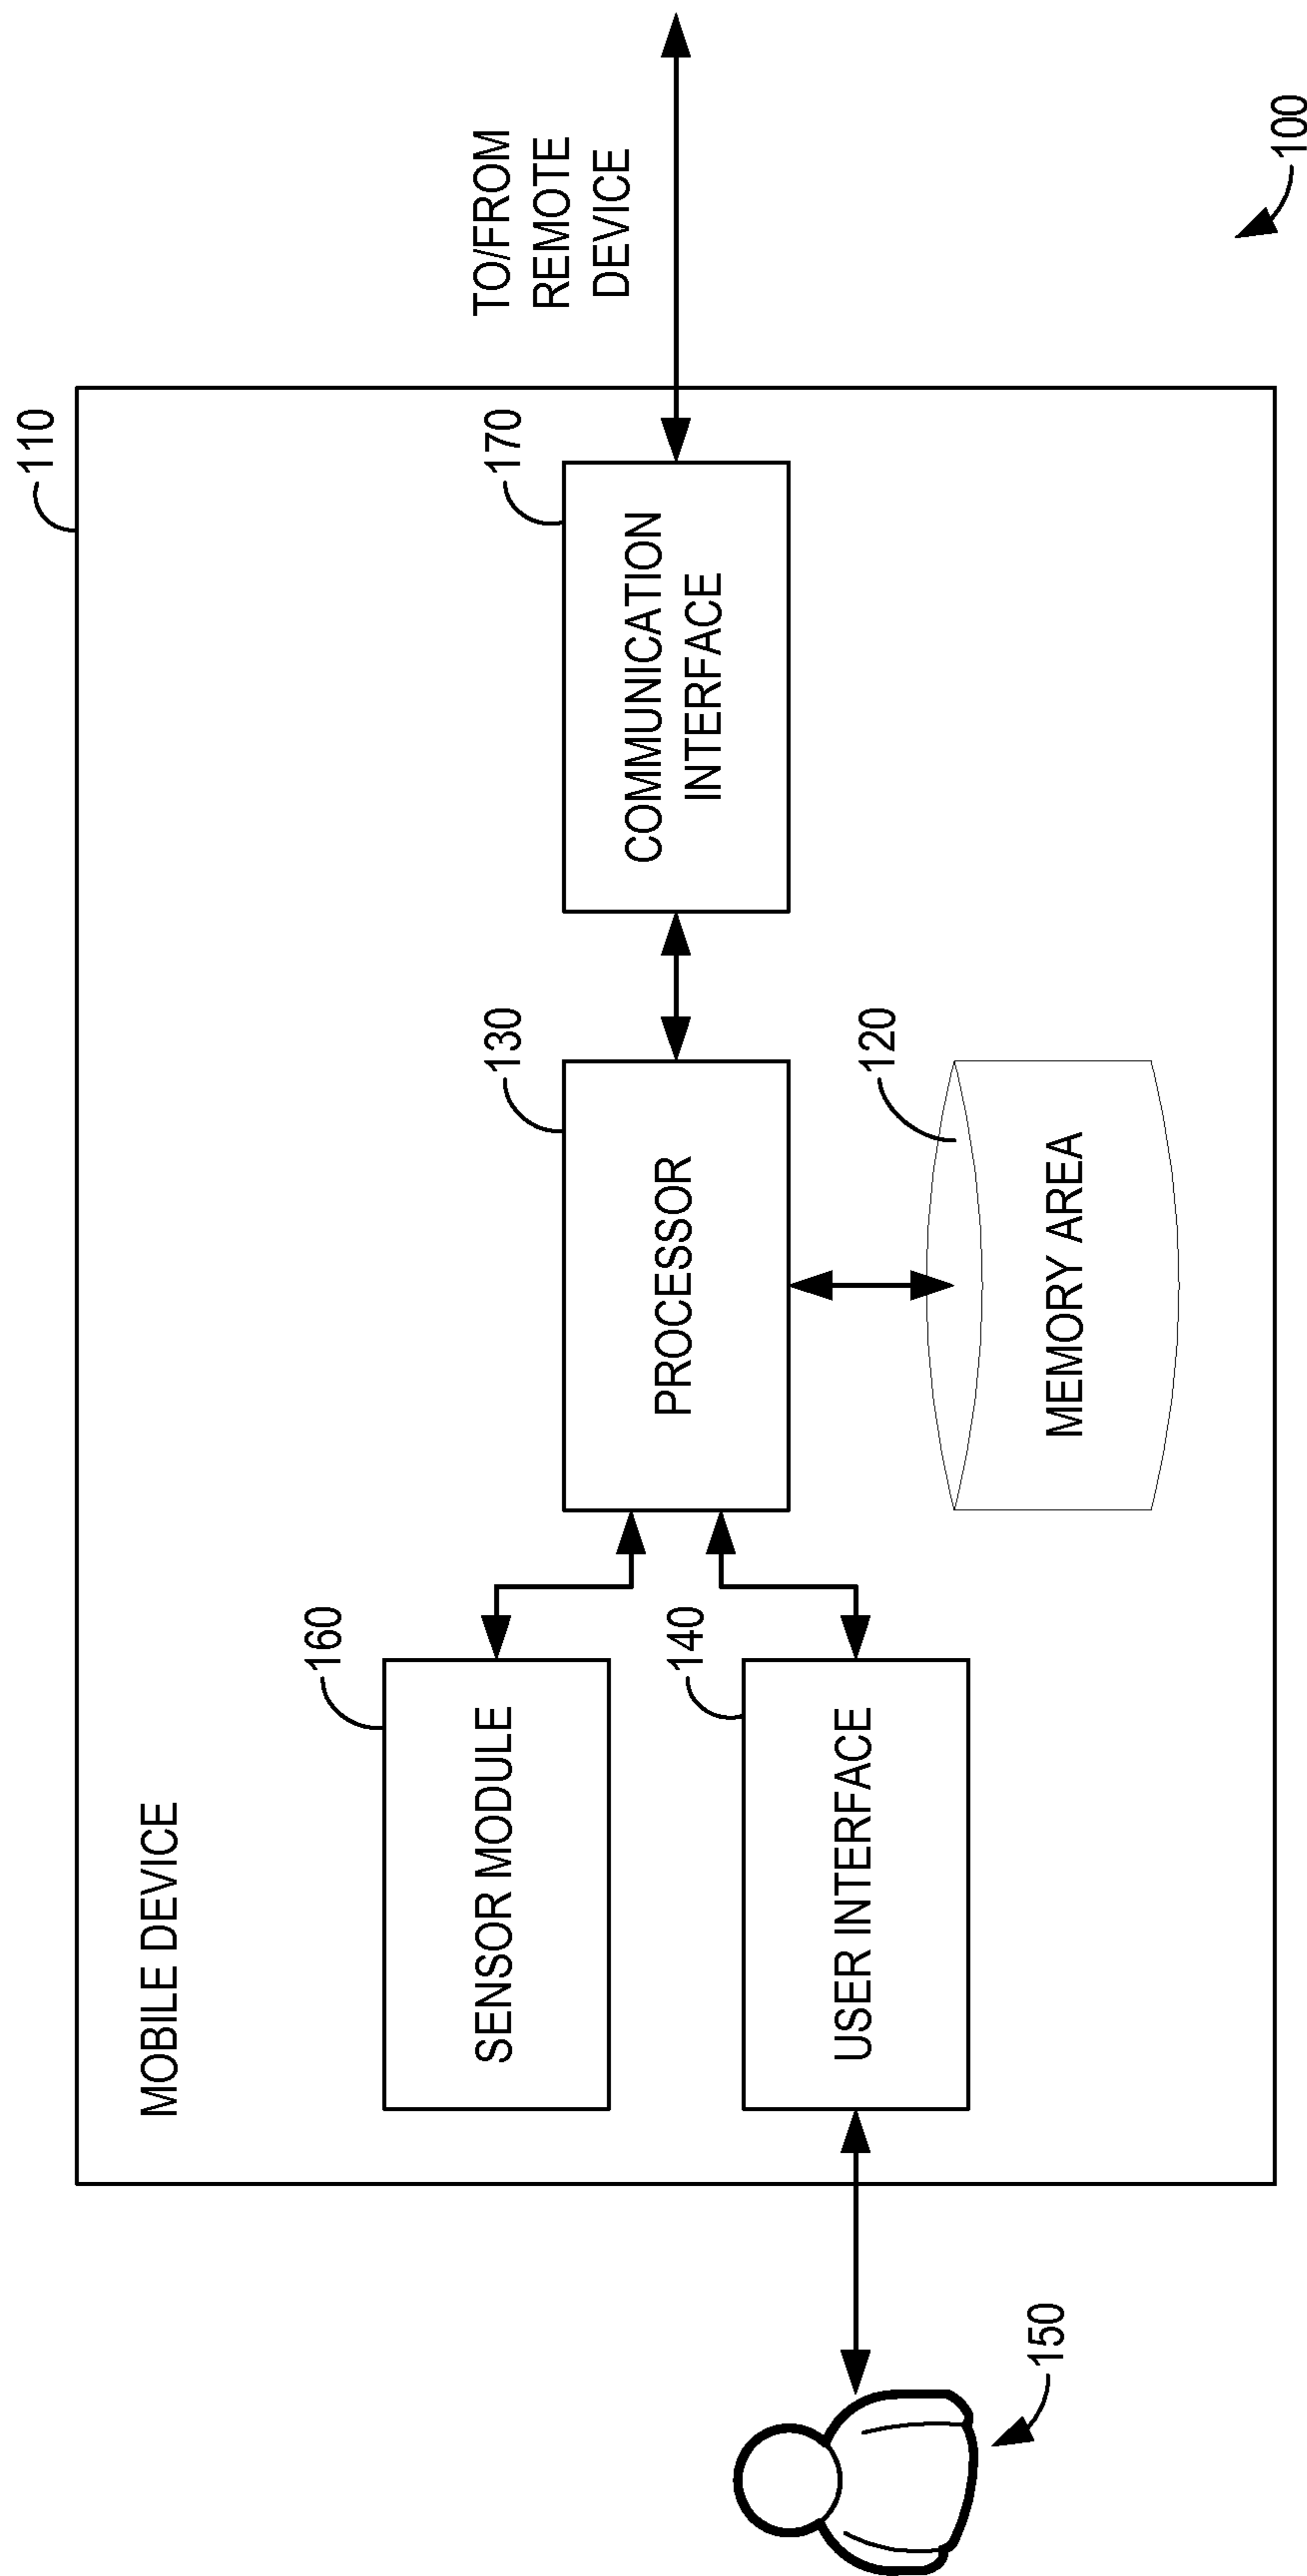 110
MOBILE DEVICE
TO/FROM
REMOTE
DEVICE
160
SENSOR MODULE
130
PROCESSOR
170
COMMUNICATION
INTERFACE
140
USER INTERFACE
120
MEMORY AREA
150
100